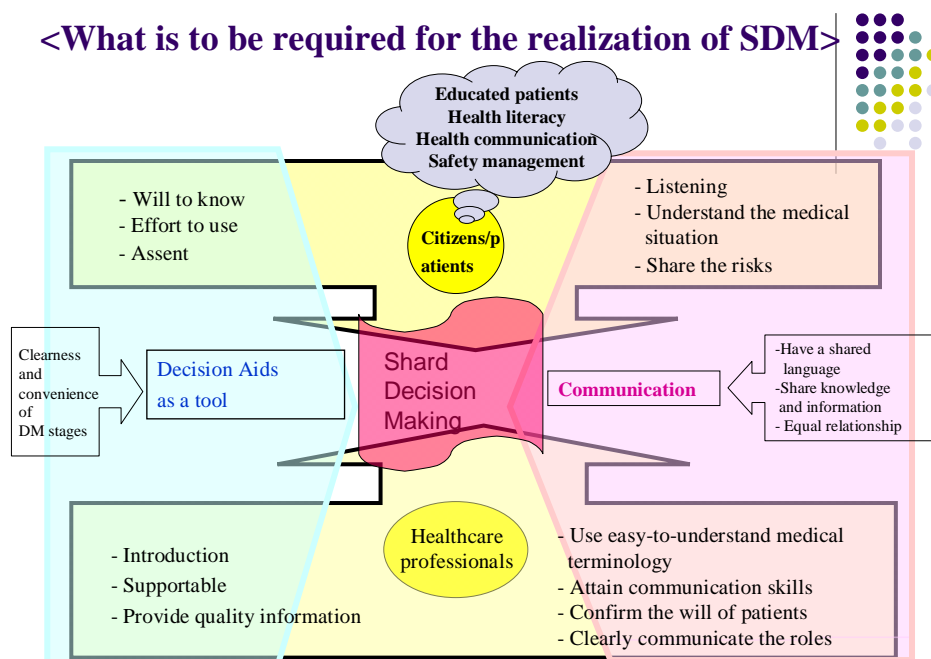 <What is to be required for the realization of SDM>
Educated patients
Health literacy
Health communication
Safety management
- Will to know
- Effort to use
- Assent
Citizens/p
atients
- Listening
- Understand the medical
situation
- Share the risks
Clearness
and
convenience
of
DM stages
Decision Aids
as a tool
Shard
Decision
Making
Communication
-Have a shared
language
-Share knowledge
and information
- Equal relationship
- Introduction
- Supportable
- Provide quality information
Healthcare
professionals
- Use easy-to-understand medical
terminology
- Attain communication skills
- Confirm the will of patients
- Clearly communicate the roles